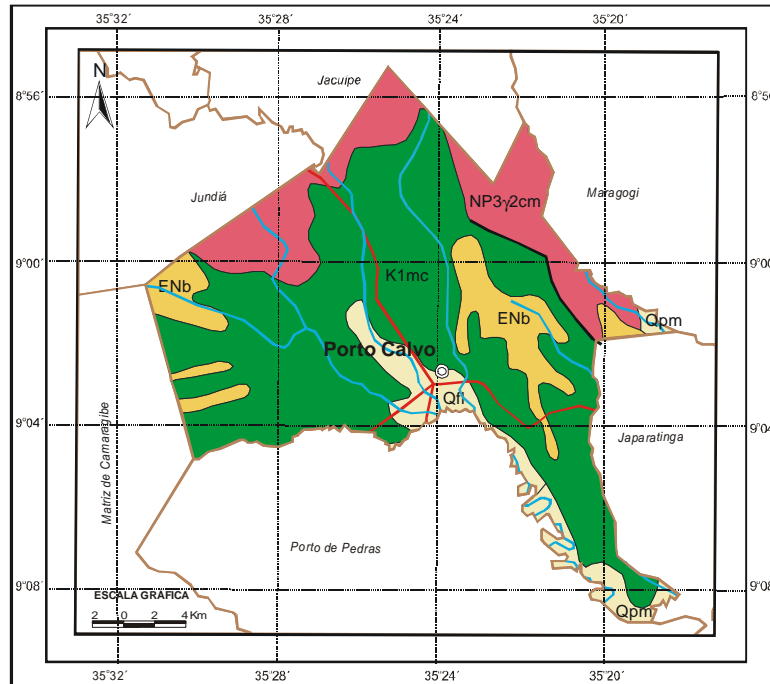 35°32´ 35°28´ 35°24´ 35°20´
N
Jacuipe
8°56´ 8°56
Jundiá
NP3γ2cm
Maragogi
9°00´ K1mc 9°00
ENb
ENb
Qpm
Porto Calvo
Qfl
9°04´ 9°04
Matriz de Camaragibe
Japaratinga
Porto de Pedras
9°08´ 9°08
ESCALA GRÁFICA
2 0 2 4 Km
Qpm
35°32´ 35°28´ 35°24´ 35°20´